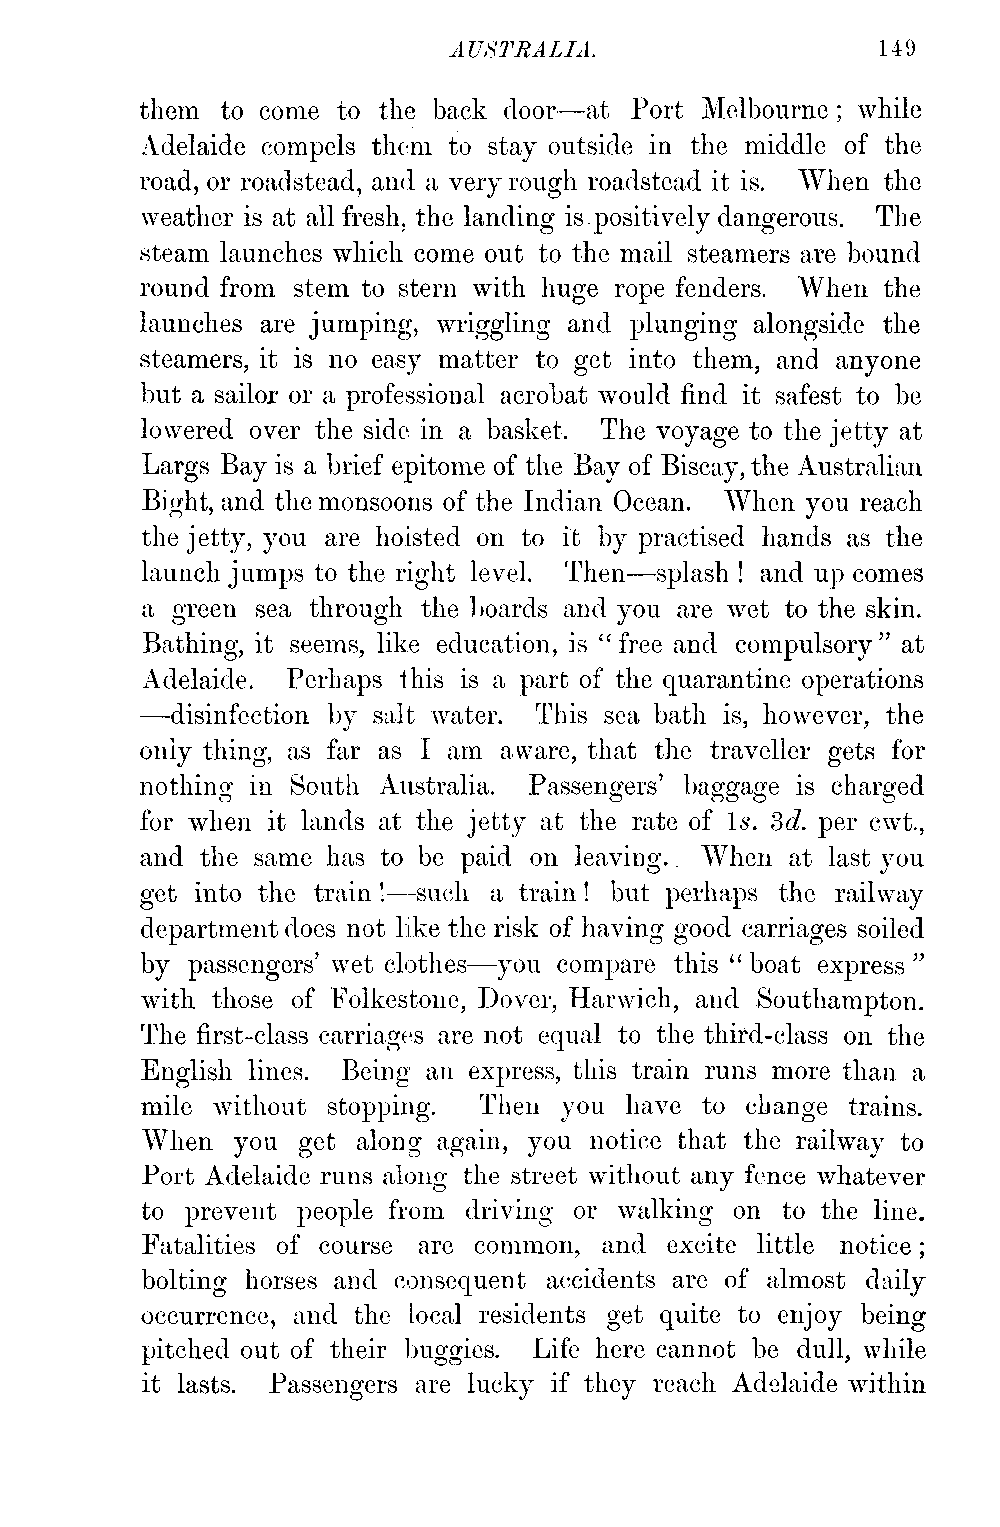 AUSTRALIA. 149
them to come to the back door—at Port Melbourne; while
Adelaide compels them to stay outside in the middle of the
road, or roadstead, and a very rough roadstead it is. When the
weather is at all fresh, the landing is positively dangerous. The
steam launches which come out to the mail steamers are bound
round from stem to stern with huge rope fenders. When the
launches are jumping, wriggling and plunging alongside the
steamers, it is no easy matter to get into them, and anyone
but a sailor or a professional acrobat would find it safest to be
lowered over the side in a basket. The voyage to the jetty at
Largs Bay is a brief epitome of the Bay of Biscay, the Australian
Bight, and the monsoons of the Indian Ocean. When you reach
the jetty, you are hoisted on to it by practised hands as the
launch jumps to the right level. Then—splash! and up comes
a green sea through the boards and you are wet to the skin.
Bathing, it seems, like education, is “free and compulsory” at
Adelaide. Perhaps this is a part of the quarantine operations
—disinfection by salt water. This sea bath is, however, the
only thing, as far as I am aware, that the traveller gets for
nothing in South Australia. Passengers’ baggage is charged
for when it lands at the jetty at the rate of 1s. 3d. per cwt.,
and the same has to be paid on leaving. When at last you
get into the train!—such a train! but perhaps the railway
department does not like the risk of having good carriages soiled
by passengers’ wet clothes—you compare this “boat express”
with those of Folkestone, Dover, Harwich, and Southampton.
The first-class carriages are not equal to the third-class on the
English lines. Being an express, this train runs more than a
mile without stopping. Then you have to change trains.
When you get along again, you notice that the railway to
Port Adelaide runs along the street without any fence whatever
to prevent people from driving or walking on to the line.
Fatalities of course are common, and excite little notice;
bolting horses and consequent accidents are of almost daily
occurrence, and the local residents get quite to enjoy being
pitched out of their buggies. Life here cannot be dull, while
it lasts. Passengers are lucky if they reach Adelaide within